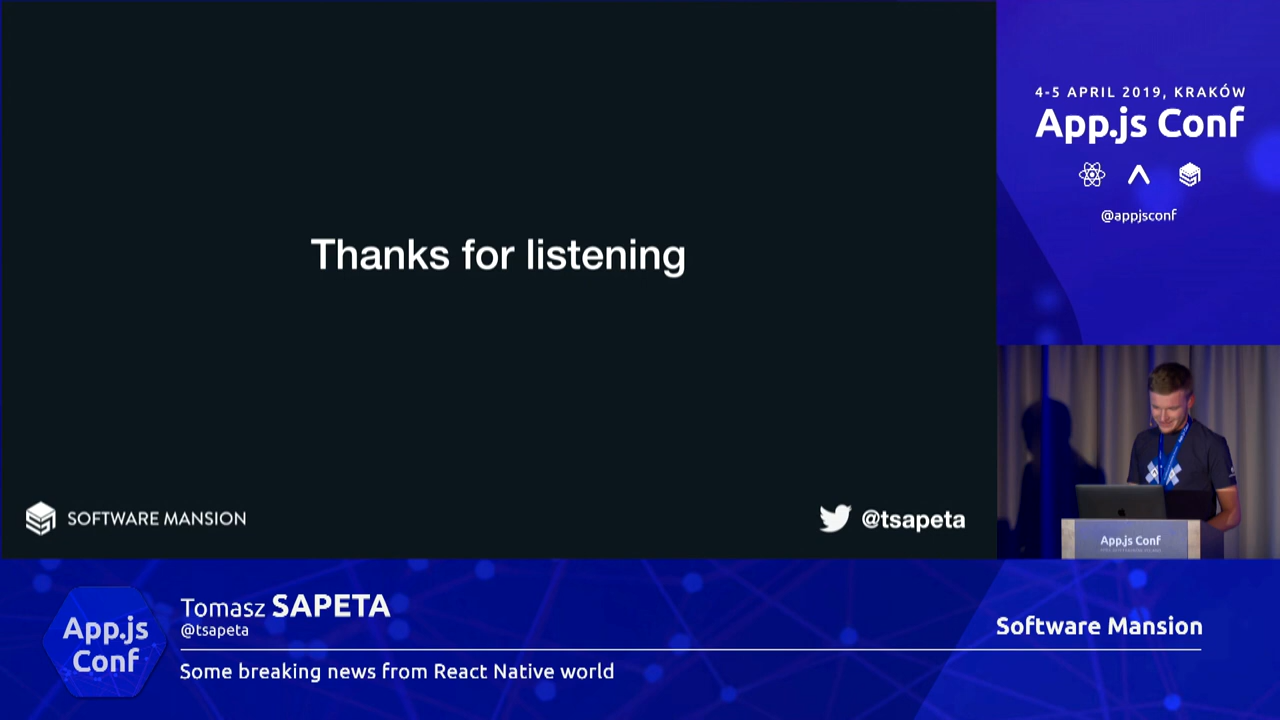 Thanks for listening
SOFTWARE MANSION
@tsapeta
4-5 APRIL 2019, KRAKÓW
App.js Conf
@appjsconf
App.js Conf
App.js
Conf
Tomasz SAPETA
@tsapeta
Some breaking news from React Native world
Software Mansion